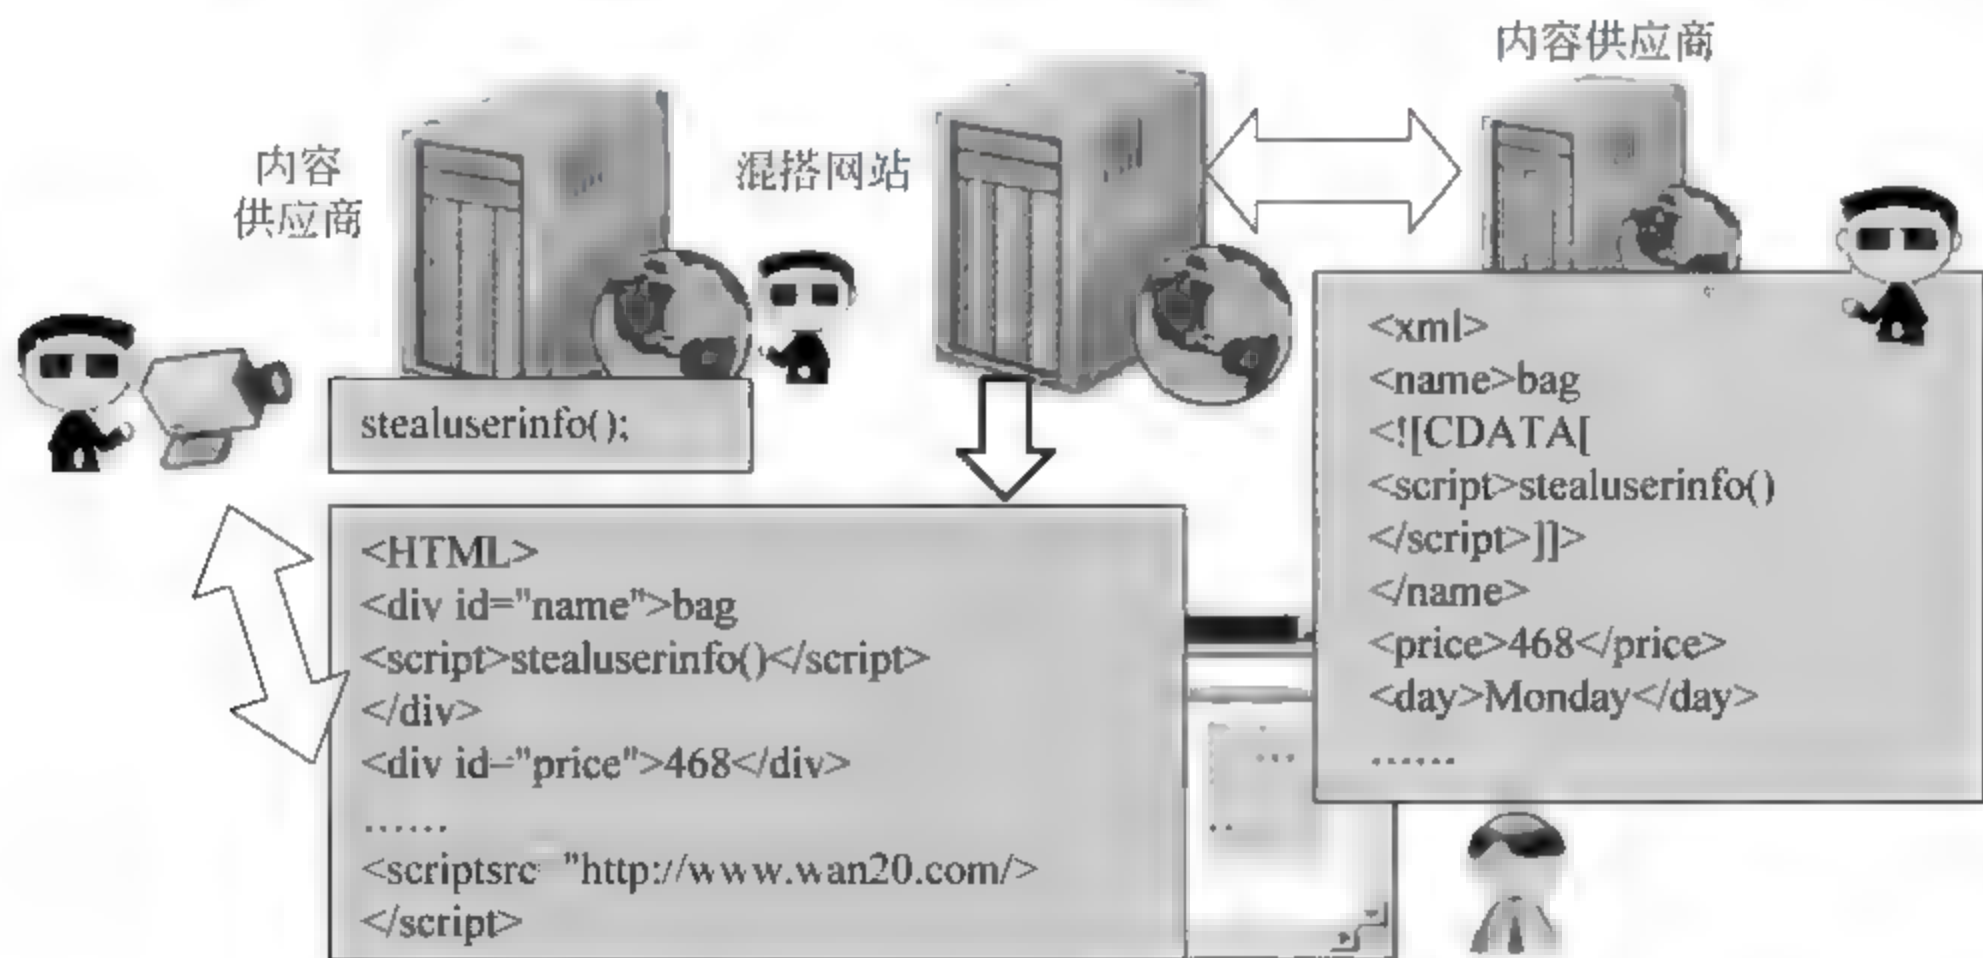 内容供应商
内容
供应商
混搭网站
stealuserinfo();
<HTML>
<div id="name">bag
<script>stealuserinfo()</script>
</div>
<div id="price">468</div>
......
<scriptsrc="http://www.wan20.com/>
</script>
<xml>
<name>bag
<![CDATA[
<script>stealuserinfo()
</script>]]>
</name>
<price>468</price>
<day>Monday</day>
......